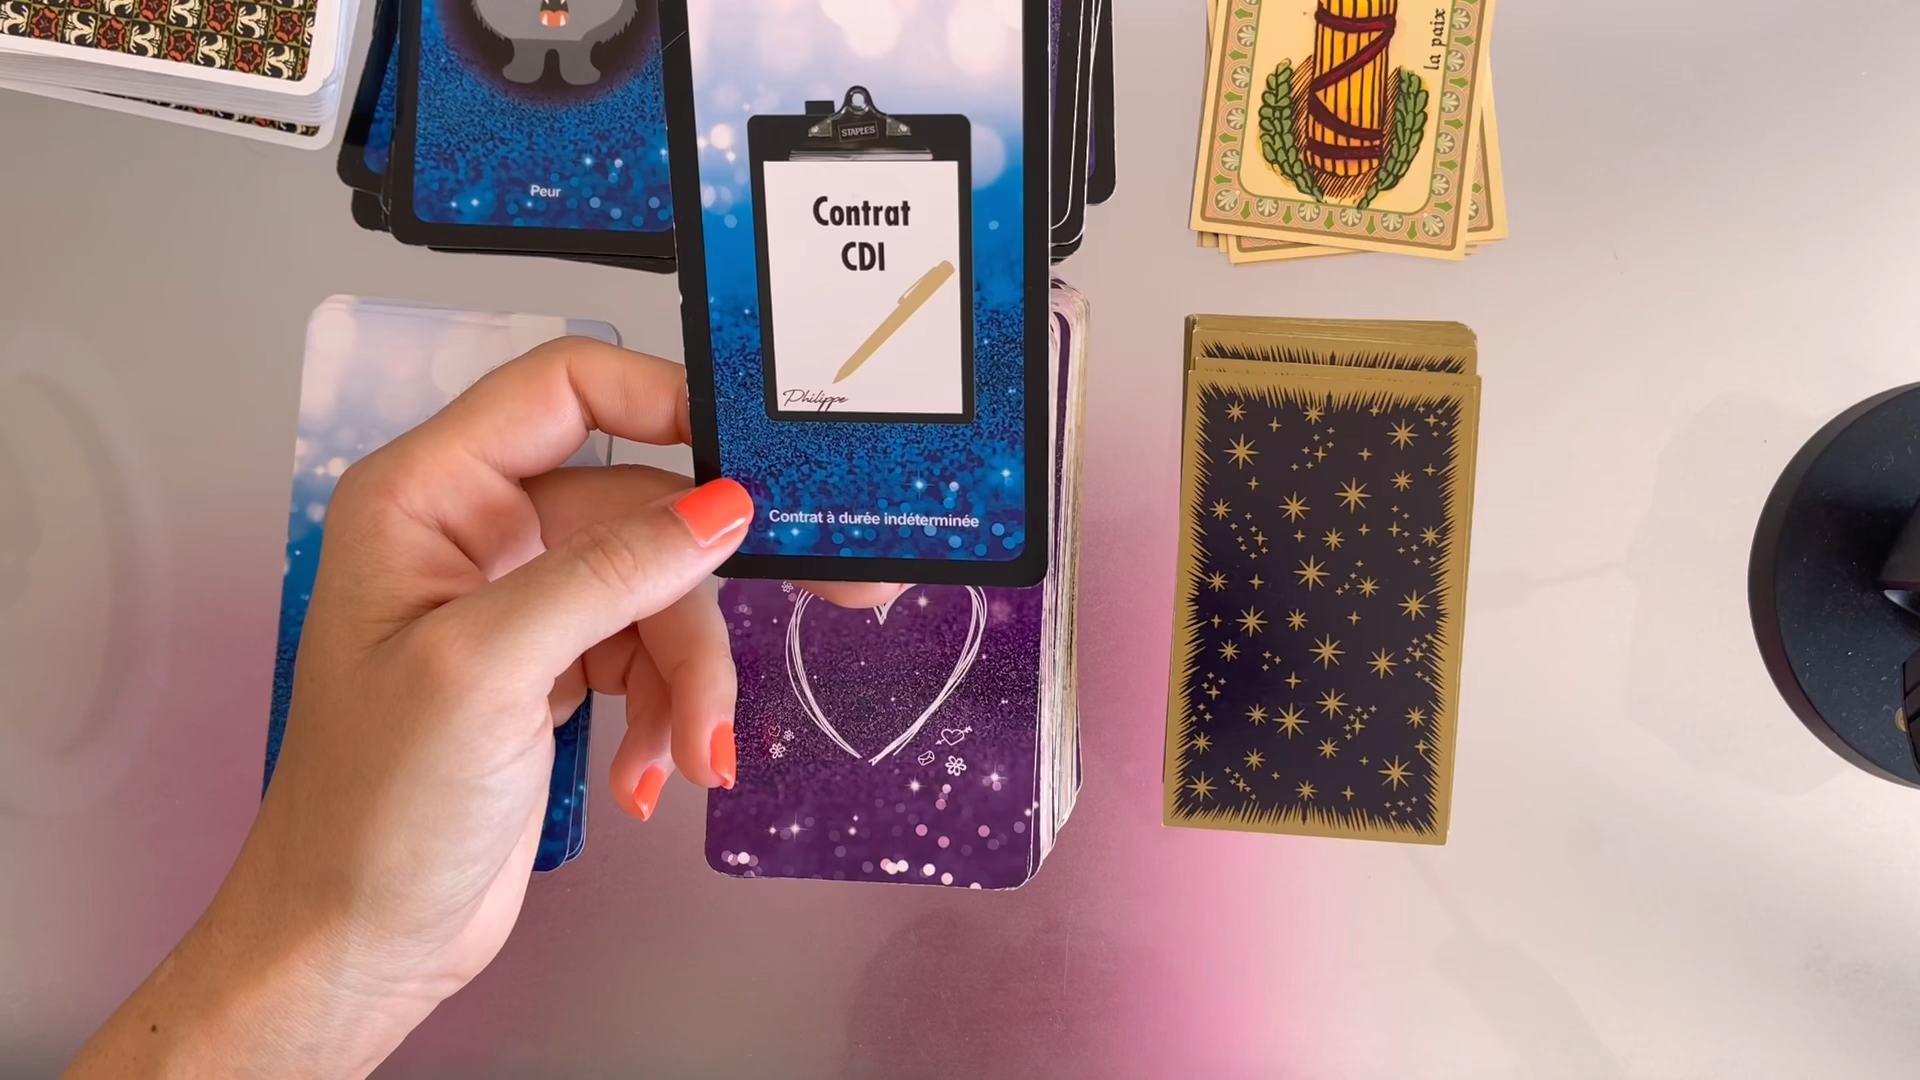 la paix
Peur
STAPLES
Contrat
CDI
Philippe
Contrat à durée indéterminée